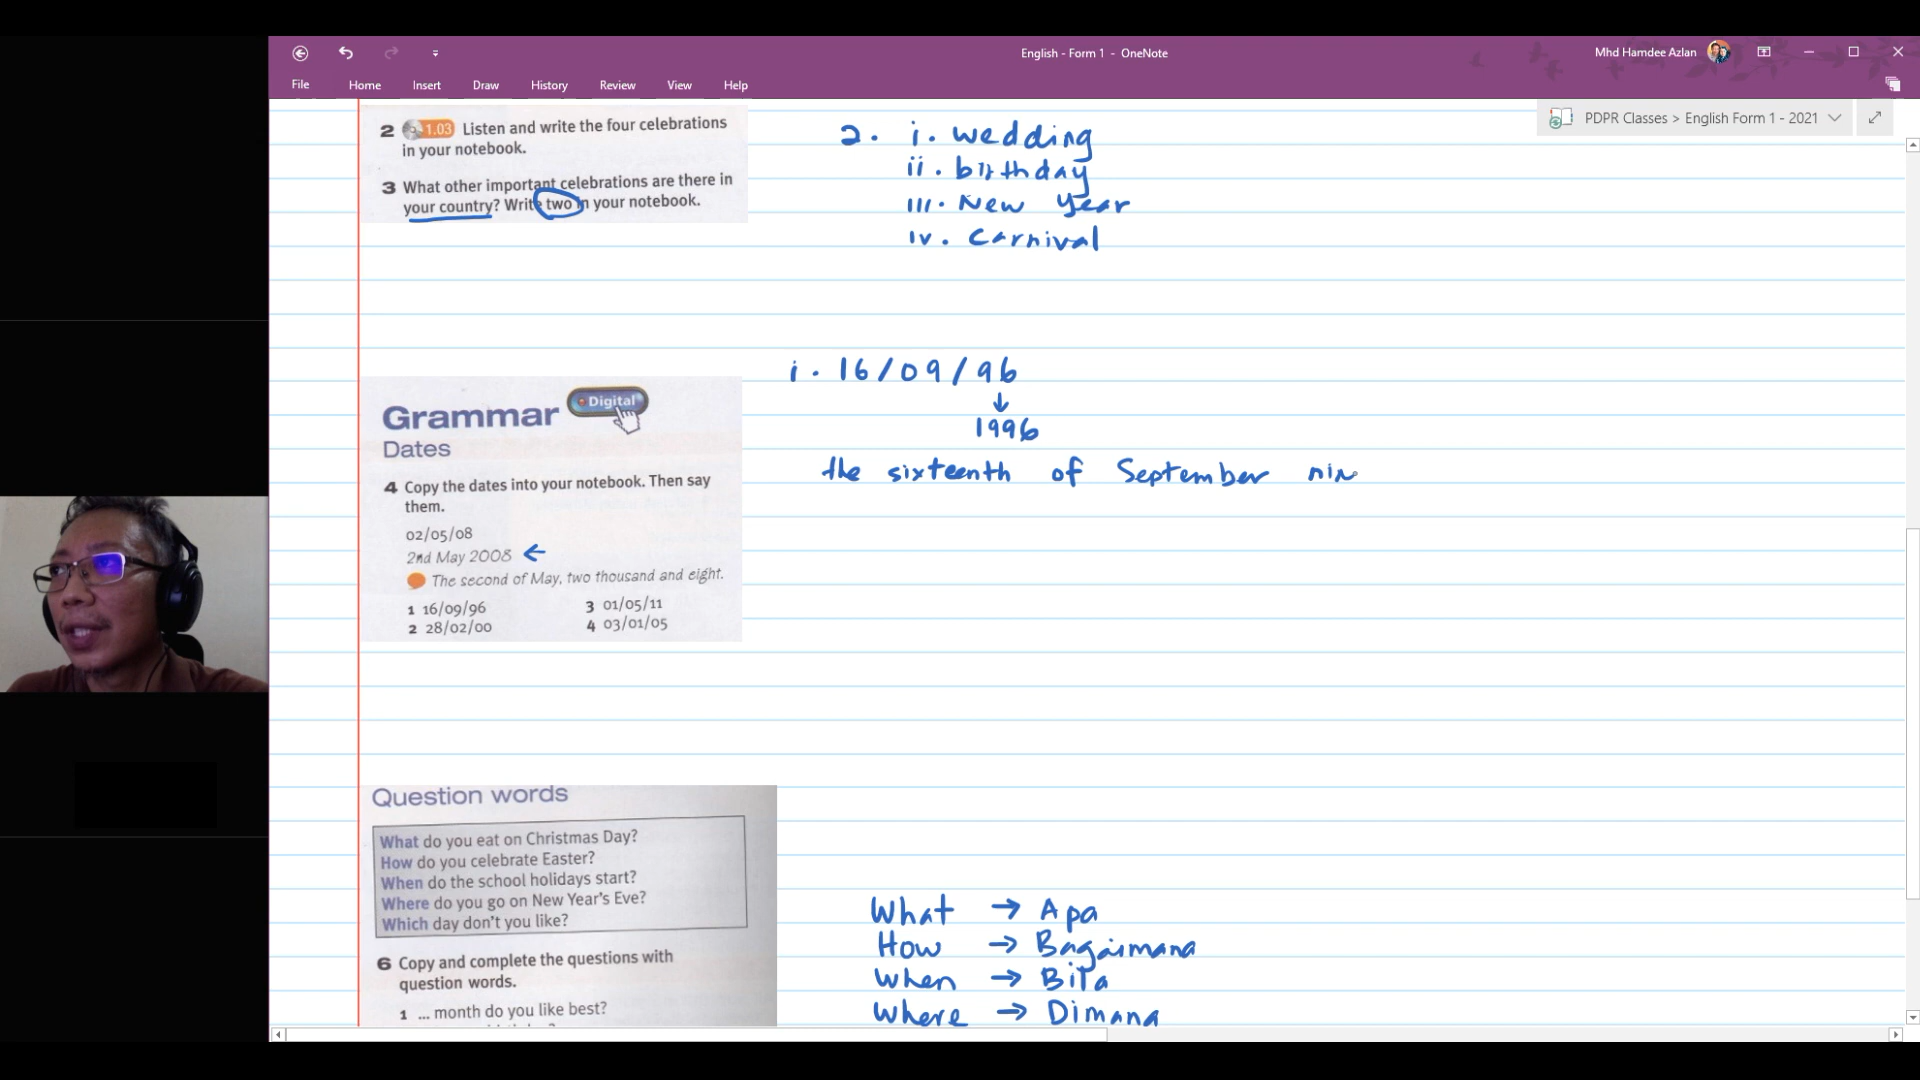 English - Form 1 - OneNote
Mhd Hamdee Azlan
File Home Insert Draw History Review View Help
PDPR Classes > English Form 1 - 2021
2 1.03 Listen and write the four celebrations
in your notebook.
3 What other important celebrations are there in
your country? Write two in your notebook.
2. i. wedding
ii. birthday
iii. New Year
iv. Carnival
Grammar Digital
Dates
4 Copy the dates into your notebook. Then say
them.
02/05/08
2nd May 2008 ←
The second of May, two thousand and eight.
1 16/09/96
2 28/02/00
3 01/05/11
4 03/01/05
i. 16/09/96
↓
1996
the sixteenth of September nin
Question words
What do you eat on Christmas Day?
How do you celebrate Easter?
When do the school holidays start?
Where do you go on New Year's Eve?
Which day don't you like?
6 Copy and complete the questions with
question words.
1 ... month do you like best?
What → Apa
How → Bagaimana
When → Bila
Where → Dimana